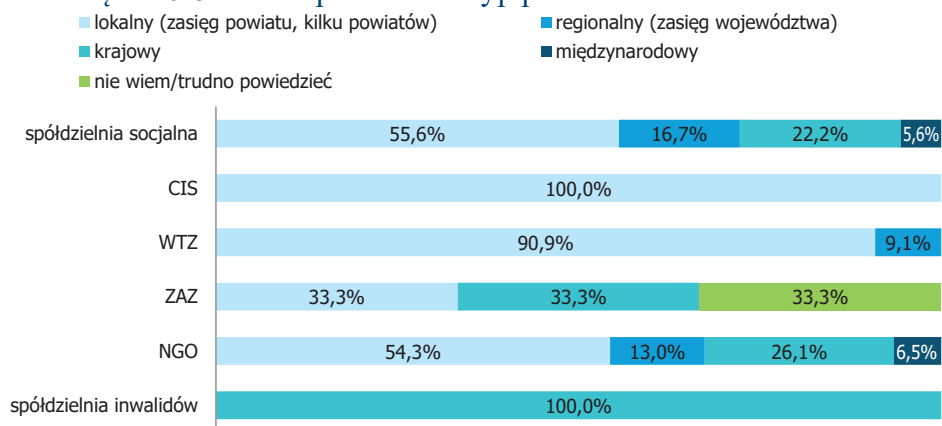 lokalny (zasięg powiatu, kilku powiatów) regionalny (zasięg województwa)
krajowy międzynarodowy
nie wiem/trudno powiedzieć
spółdzielnia socjalna 55,6% 16,7% 22,2% 5,6%
CIS 100,0%
WTZ 90,9% 9,1%
ZAZ 33,3% 33,3% 33,3%
NGO 54,3% 13,0% 26,1% 6,5%
spółdzielnia inwalidów 100,0%